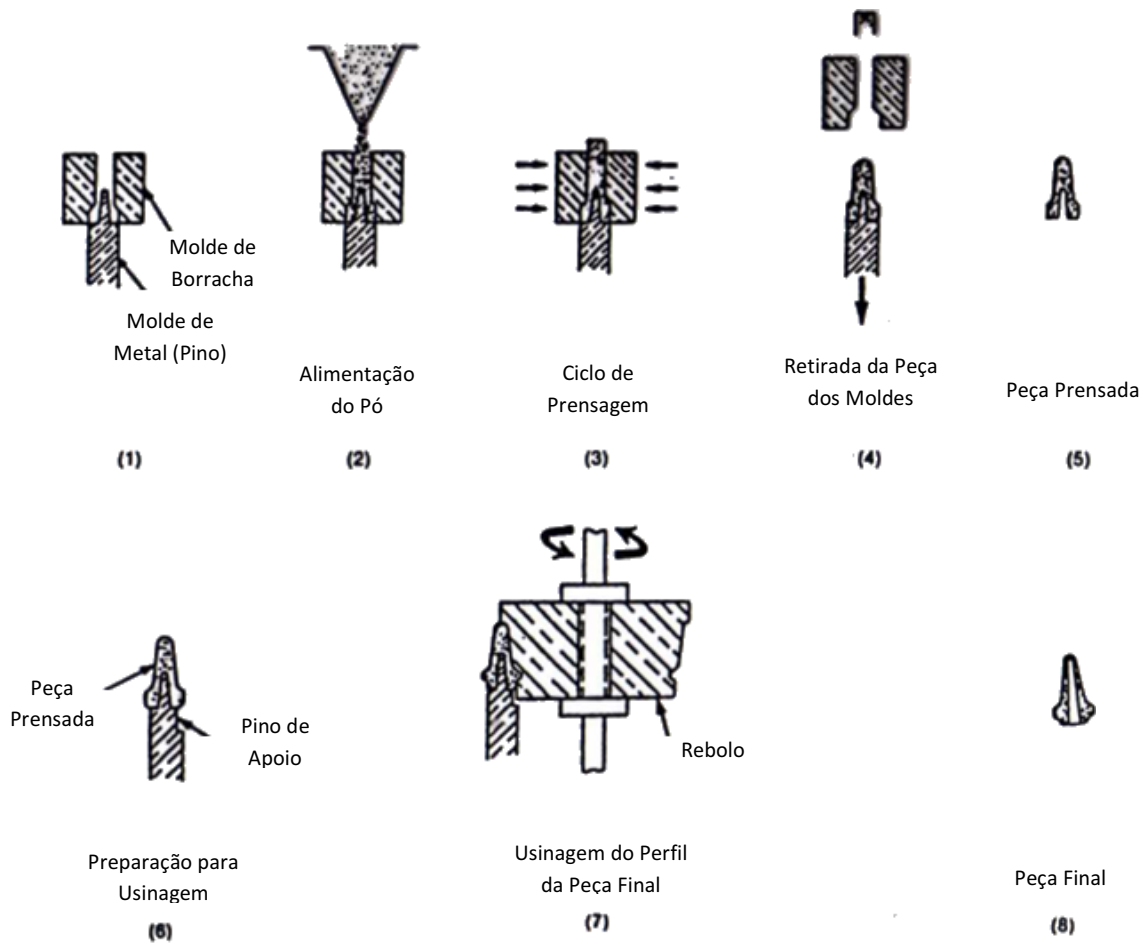 Molde de
Borracha
Molde de
Metal (Pino)
Alimentação
do Pó
Ciclo de
Prensagem
Retirada da Peça
dos Moldes
Peça Prensada
(1)
(2)
(3)
(4)
(5)
Peça
Prensada
Pino de
Apoio
Rebolo
Preparação para
Usinagem
Usinagem do Perfil
da Peça Final
Peça Final
(6)
(7)
(8)